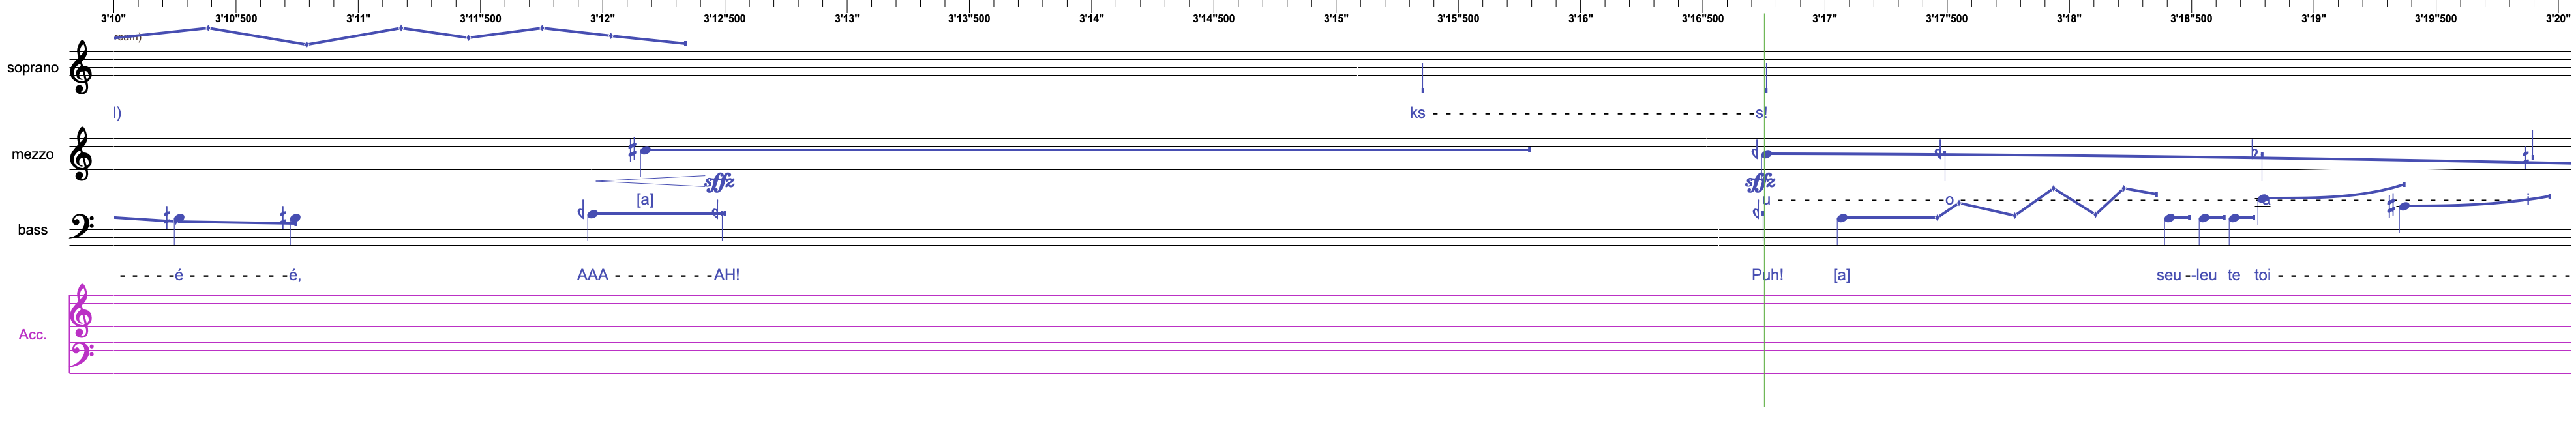 3'10" 3'10"500 3'11" 3'11"500 3'12" 3'12"500 3'13" 3'13"500 3'14" 3'14"500 3'15" 3'15"500 3'16" 3'16"500 3'17" 3'17"500 3'18" 3'18"500 3'19" 3'19"500 3'20"
soprano
ks - - - - - - - - - - - - - - - - - - - - - - - -s!
mezzo
sffz sffz
[a] u - - - - - - - - - - - - o - - - - - - - - - - - - - - - - - - - - - - - - - - - - - - - - - - - - - i
bass
- - - - -é - - - - - - - -é, AAA - - - - - - - -AH! Puh! [a] seu --leu te toi - - - - - - - - - - - - - - - - - - - - -
Acc.